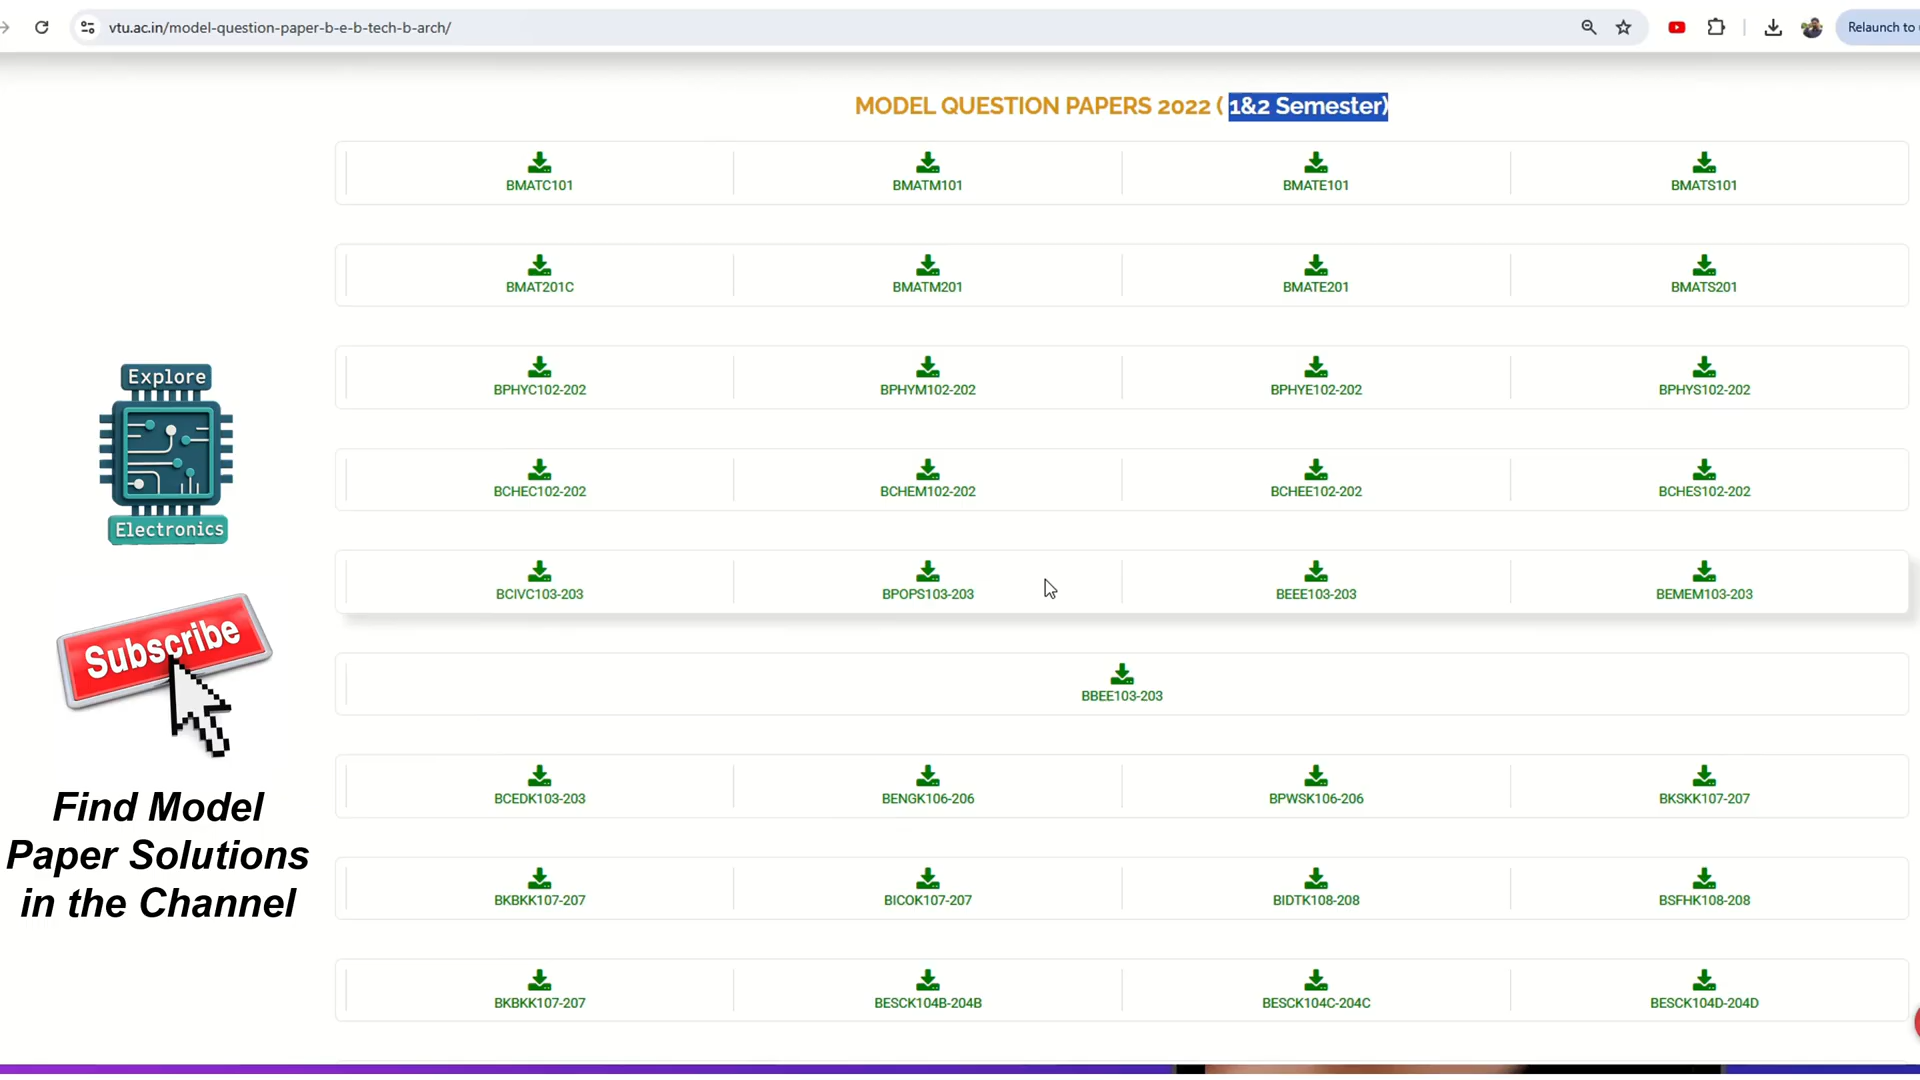 vtu.ac.in/model-question-paper-b-e-b-tech-b-arch/
Relaunch to
MODEL QUESTION PAPERS 2022 ( 1&2 Semester)
BMATC101 BMATM101 BMATE101 BMATS101
BMAT201C BMATM201 BMATE201 BMATS201
BPHYC102-202 BPHYM102-202 BPHYE102-202 BPHYS102-202
BCHEC102-202 BCHEM102-202 BCHEE102-202 BCHES102-202
BCIVC103-203 BPOPS103-203 BEEE103-203 BEMEM103-203
BBEE103-203
BCEDK103-203 BENGK106-206 BPWSK106-206 BKSKK107-207
BKBKK107-207 BICOK107-207 BIDTK108-208 BSFHK108-208
BKBKK107-207 BESCK104B-204B BESCK104C-204C BESCK104D-204D
Explore
Electronics
Subscribe
Find Model
Paper Solutions
in the Channel